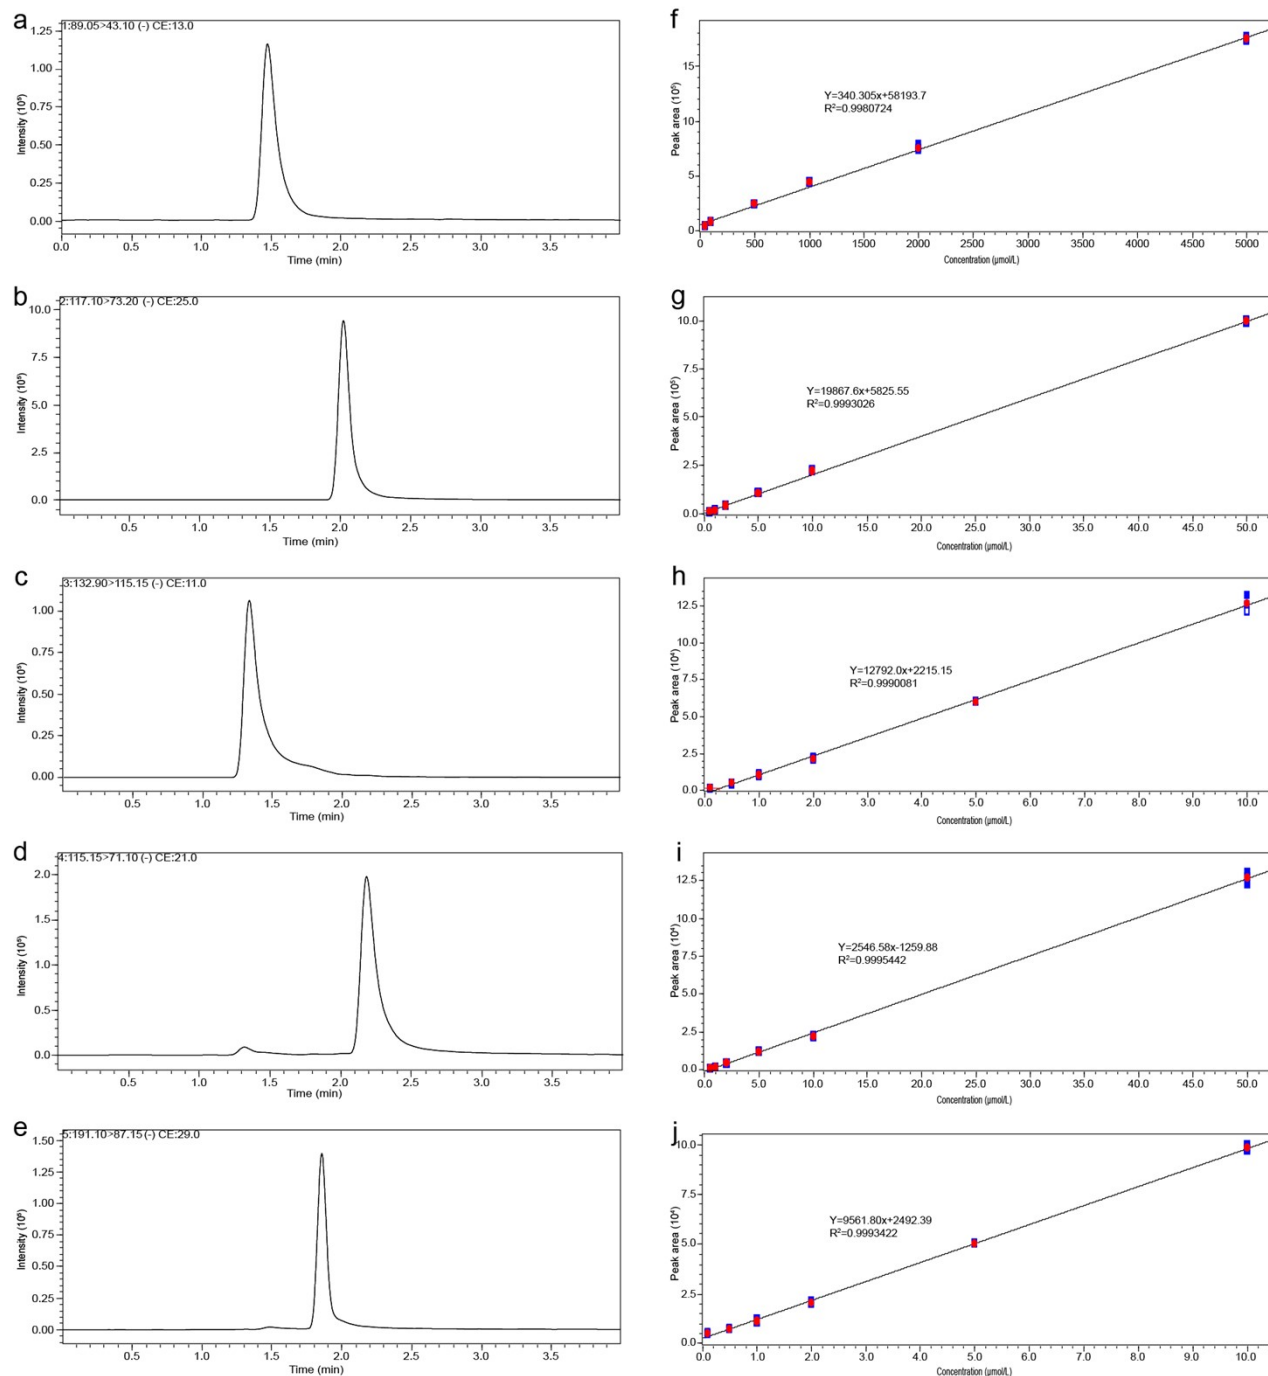 a
1:89.05>43.10 (-) CE:13.0
1.25
1.00
0.75
0.50
0.25
0.00
Intensity (10⁵)
0.0 0.5 1.0 1.5 2.0 2.5 3.0 3.5
Time (min)
f
Y=340.305x+58193.7
R²=0.9980724
15
10
5
0
Peak area (10⁵)
0 500 1000 1500 2000 2500 3000 3500 4000 4500 5000
Concentration (μmol/L)
b
2:117.10>73.20 (-) CE:25.0
10.0
7.5
5.0
2.5
0.0
Intensity (10⁵)
0.5 1.0 1.5 2.0 2.5 3.0 3.5
Time (min)
g
Y=19867.6x+5825.55
R²=0.9993026
10.0
7.5
5.0
2.5
0.0
Peak area (10⁵)
0.0 5.0 10.0 15.0 20.0 25.0 30.0 35.0 40.0 45.0 50.0
Concentration (μmol/L)
c
3:132.90>115.15 (-) CE:11.0
1.00
0.75
0.50
0.25
0.00
Intensity (10⁵)
0.5 1.0 1.5 2.0 2.5 3.0 3.5
Time (min)
h
Y=12792.0x+2215.15
R²=0.9990081
12.5
10.0
7.5
5.0
2.5
0.0
Peak area (10⁴)
0.0 1.0 2.0 3.0 4.0 5.0 6.0 7.0 8.0 9.0 10.0
Concentration (μmol/L)
d
4:115.15>71.10 (-) CE:21.0
2.0
1.5
1.0
0.5
0.0
Intensity (10⁵)
0.5 1.0 1.5 2.0 2.5 3.0 3.5
Time (min)
i
Y=2546.58x-1259.88
R²=0.9995442
12.5
10.0
7.5
5.0
2.5
0.0
Peak area (10⁴)
0.0 5.0 10.0 15.0 20.0 25.0 30.0 35.0 40.0 45.0 50.0
Concentration (μmol/L)
e
5:191.10>87.15 (-) CE:29.0
1.50
1.25
1.00
0.75
0.50
0.25
0.00
Intensity (10⁵)
0.5 1.0 1.5 2.0 2.5 3.0 3.5
Time (min)
j
Y=9561.80x+2492.39
R²=0.9993422
10.0
7.5
5.0
2.5
0.0
Peak area (10⁴)
0.0 1.0 2.0 3.0 4.0 5.0 6.0 7.0 8.0 9.0 10.0
Concentration (μmol/L)